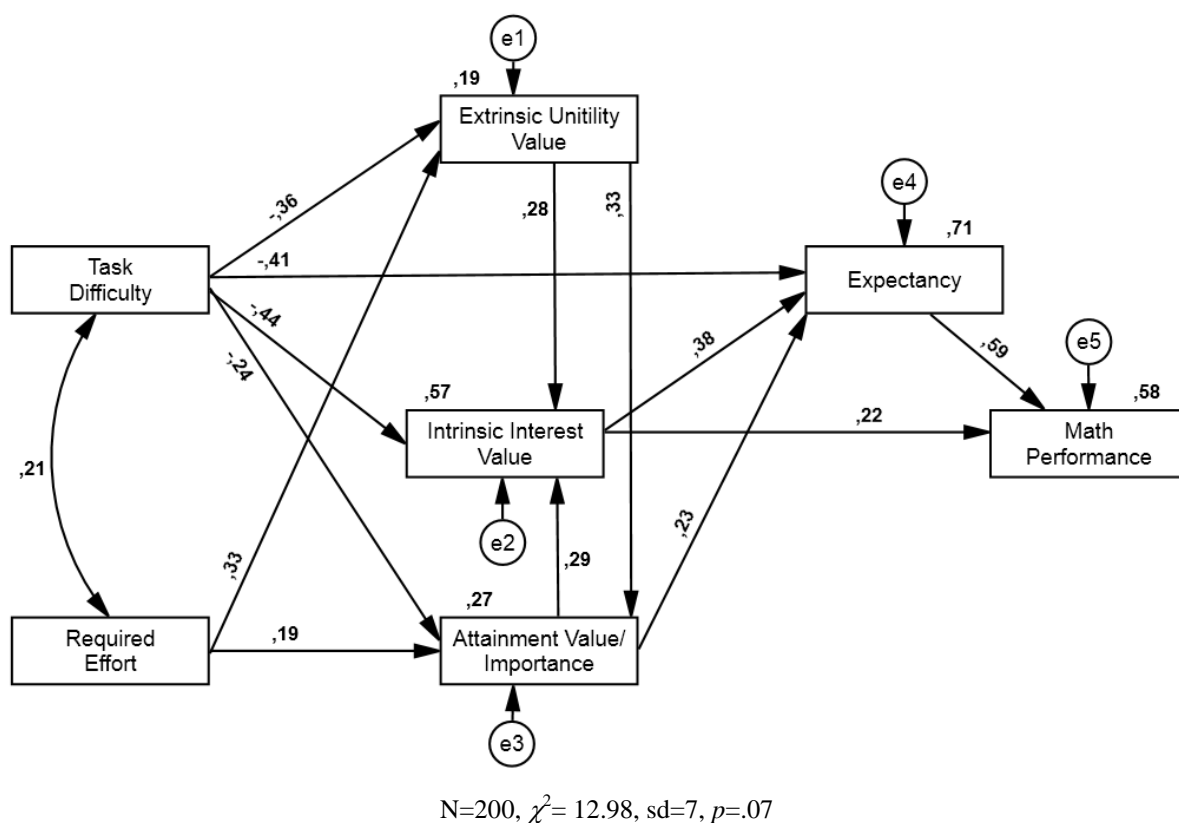 e1
,19
Extrinsic Unitility
Value
-,36
,28
,33
e4
,71
Expectancy
Task
Difficulty
-,41
-,44
-,24
,38
,59
e5
,58
Math
Performance
,57
Intrinsic Interest
Value
,22
,21
e2
,29
,23
,33
,27
Required
Effort
,19
Attainment Value/
Importance
e3
N=200, χ²= 12.98, sd=7, p=.07